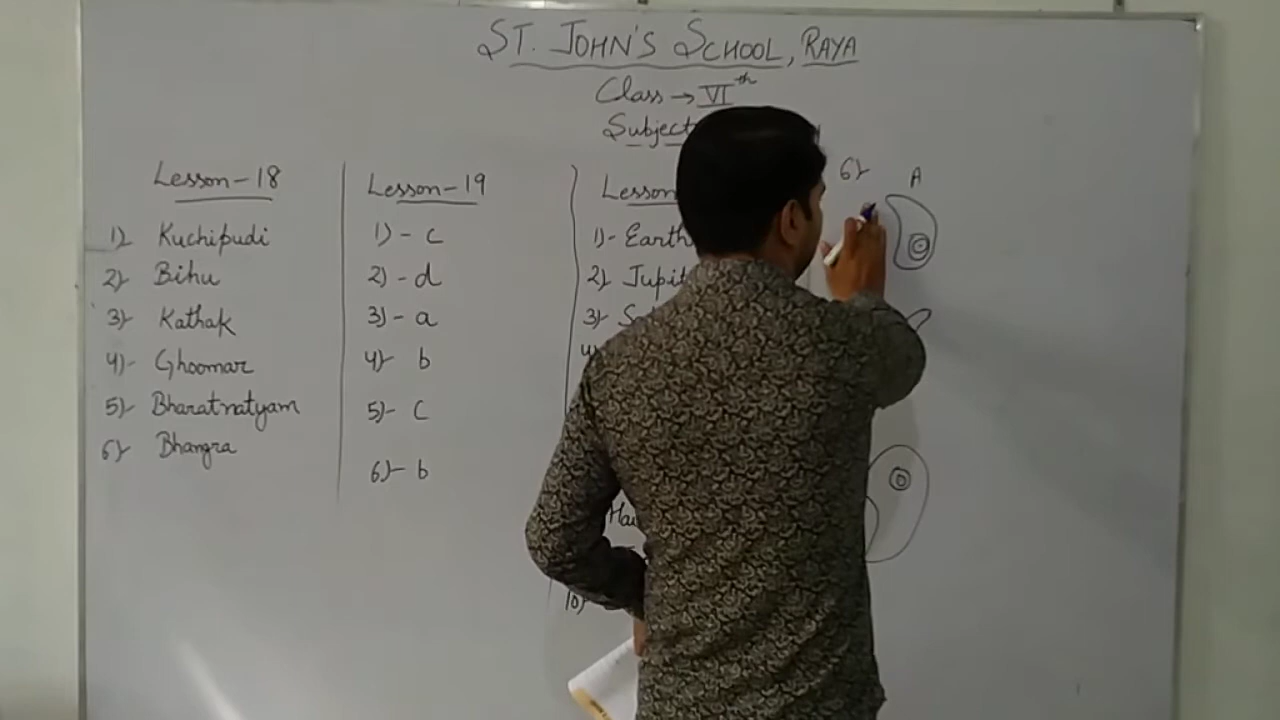 ST. JOHN'S SCHOOL, RAYA
Class → VIth
Subject
Lesson-18
1) Kuchipudi
2) Bihu
3) Kathak
4)- Ghoomar
5)- Bharatnatyam
6)- Bhangra
Lesson-19
1) - c
2) - d
3) - a
4)- b
5)- c
6)- b
Lesson
1)- Earth
2)
3)
4)
10)
6)-
A